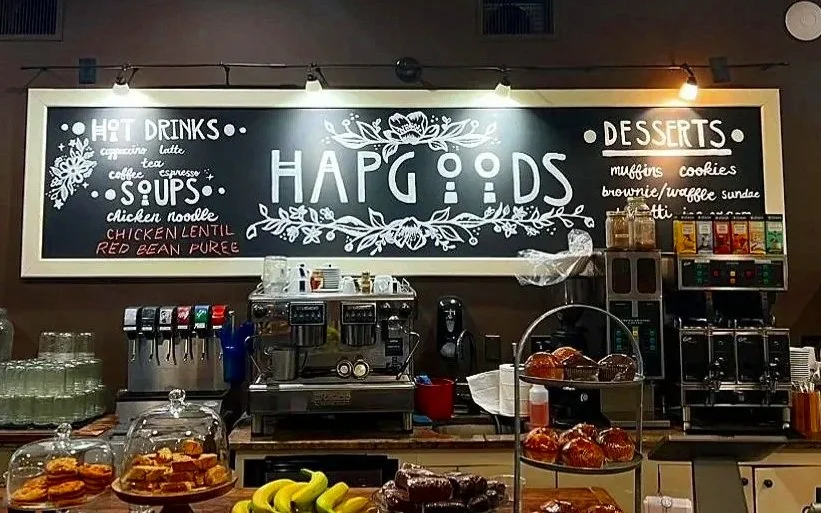 HOT DRINKS
cappuccino latte
tea
coffee espresso
SOUPS
chicken noodle
CHICKEN LENTIL
RED BEAN PUREE
HAPGOODS
DESSERTS
muffins cookies
brownie/waffle sundae